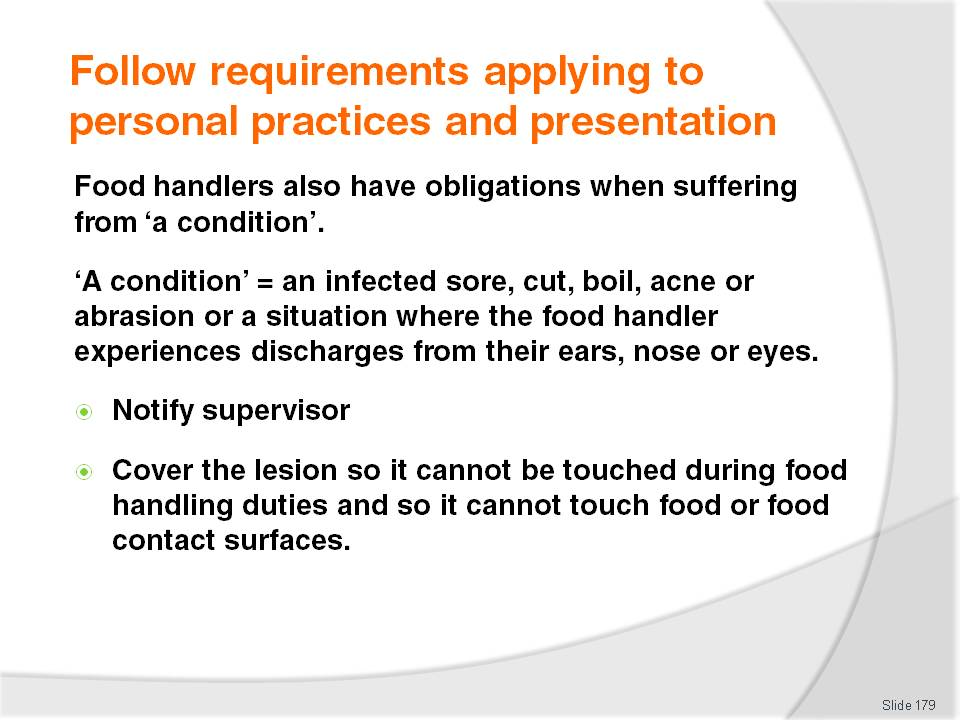 Follow requirements applying to
personal practices and presentation
Food handlers also have obligations when suffering
from ‘a condition’.
‘A condition’ = an infected sore, cut, boil, acne or
abrasion or a situation where the food handler
experiences discharges from their ears, nose or eyes.
Notify supervisor
Cover the lesion so it cannot be touched during food
handling duties and so it cannot touch food or food
contact surfaces.
Slide 179